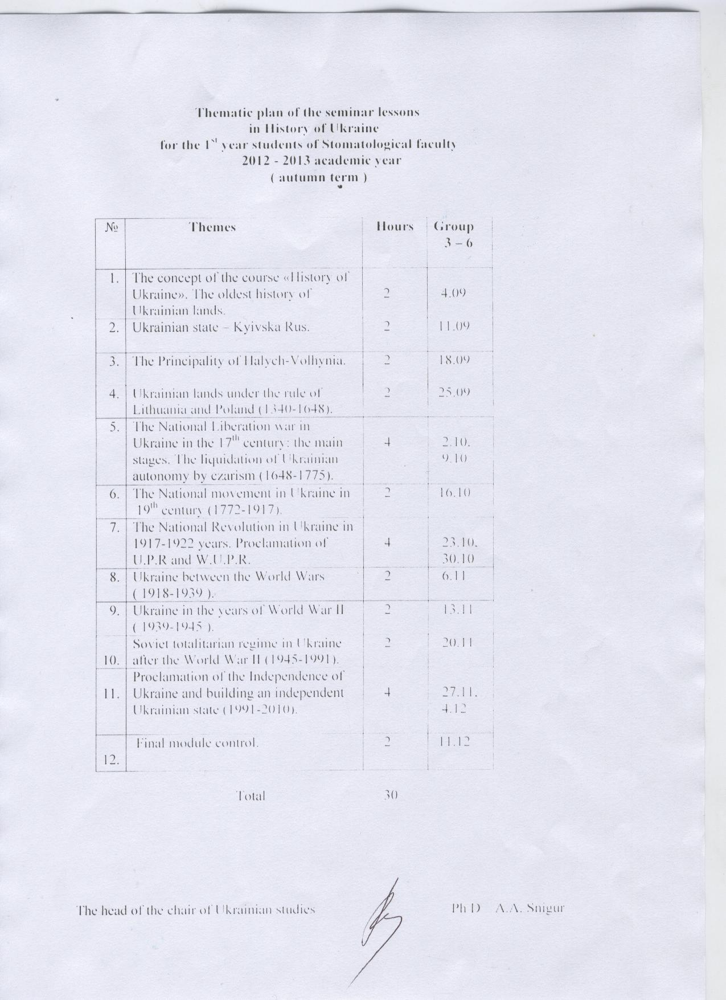 Thematic plan of the seminar lessons
in History of Ukraine
for the 1st year students of Stomatological faculty
2012 - 2013 academic year
( autumn term )
№ Themes Hours Group
3 – 6
1. The concept of the course «History of
Ukraine». The oldest history of 2 4.09
Ukrainian lands.
2. Ukrainian state – Kyivska Rus. 2 11.09
3. The Principality of Halych-Volhynia. 2 18.09
4. Ukrainian lands under the rule of 2 25.09
Lithuania and Poland (1340-1648).
5. The National Liberation war in
Ukraine in the 17th century: the main 4 2.10.
stages. The liquidation of Ukrainian 9.10
autonomy by czarism (1648-1775).
6. The National movement in Ukraine in 2 16.10
19th century (1772-1917).
7. The National Revolution in Ukraine in
1917-1922 years. Proclamation of 4 23.10.
U.P.R and W.U.P.R. 30.10
8. Ukraine between the World Wars 2 6.11
( 1918-1939 ).
9. Ukraine in the years of World War II 2 13.11
( 1939-1945 ).
Soviet totalitarian regime in Ukraine 2 20.11
10. after the World War II (1945-1991).
Proclamation of the Independence of
11. Ukraine and building an independent 4 27.11.
Ukrainian state (1991-2010). 4.12
Final module control. 2 11.12
12.
Total 30
The head of the chair of Ukrainian studies Ph D A.A. Snigur